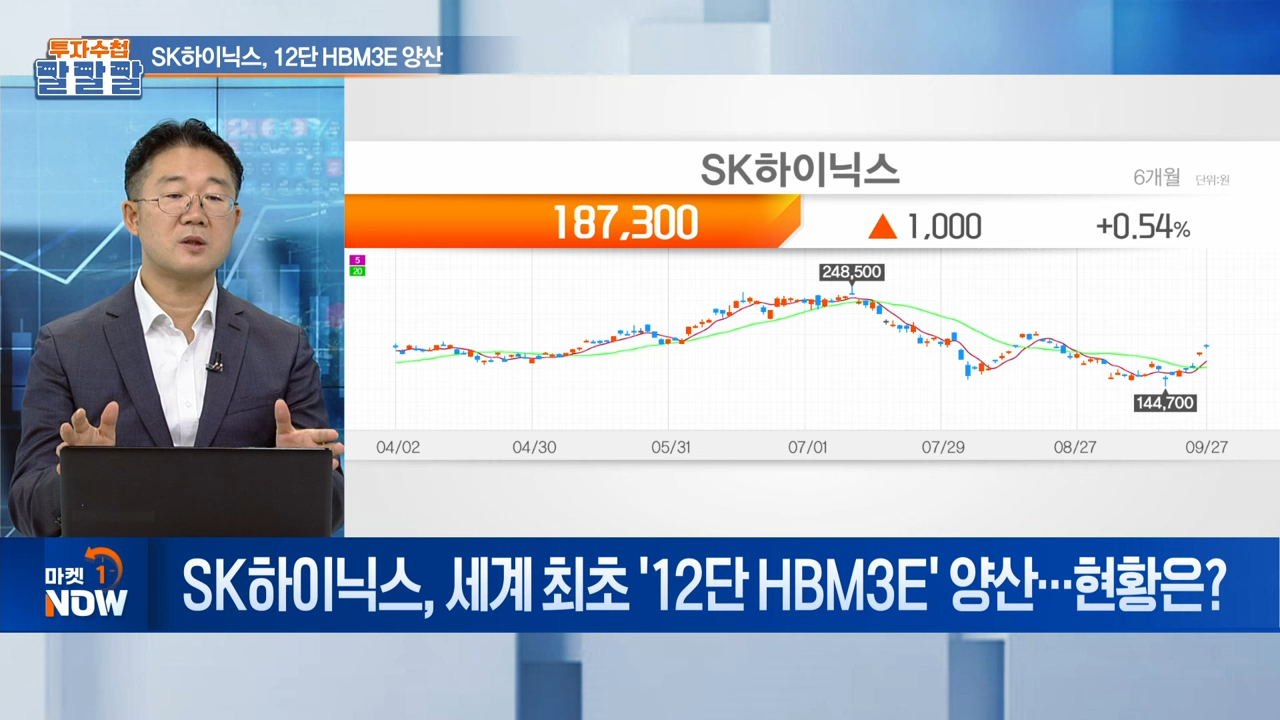 투자수첩
팔팔팔
SK하이닉스, 12단 HBM3E 양산
SK하이닉스
6개월 단위:원
187,300
▲ 1,000
+0.54%
5
20
248,500
144,700
04/02 04/30 05/31 07/01 07/29 08/27 09/27
마켓 1
NOW
SK하이닉스, 세계 최초 '12단 HBM3E' 양산…현황은?